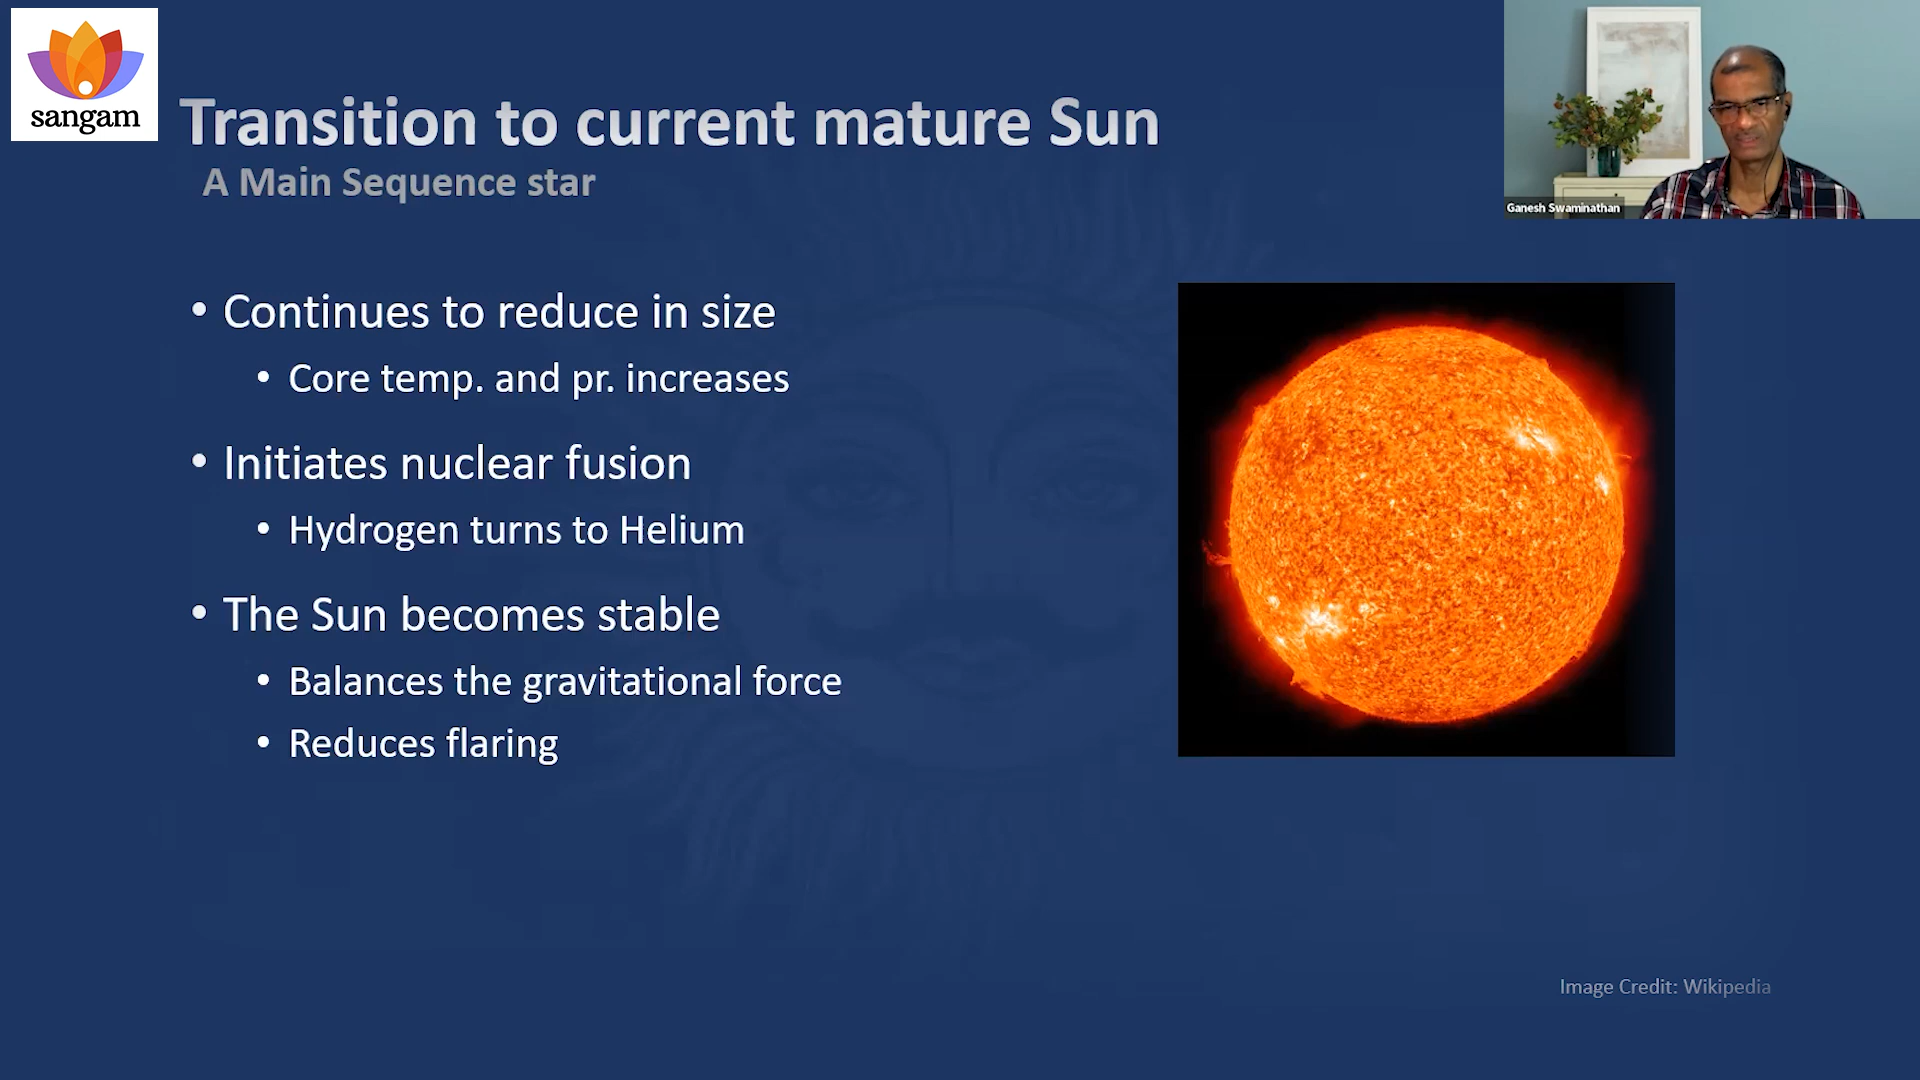 sangam
Transition to current mature Sun
A Main Sequence star
Ganesh Swaminathan
• Continues to reduce in size
• Core temp. and pr. increases
• Initiates nuclear fusion
• Hydrogen turns to Helium
• The Sun becomes stable
• Balances the gravitational force
• Reduces flaring
Image Credit: Wikipedia